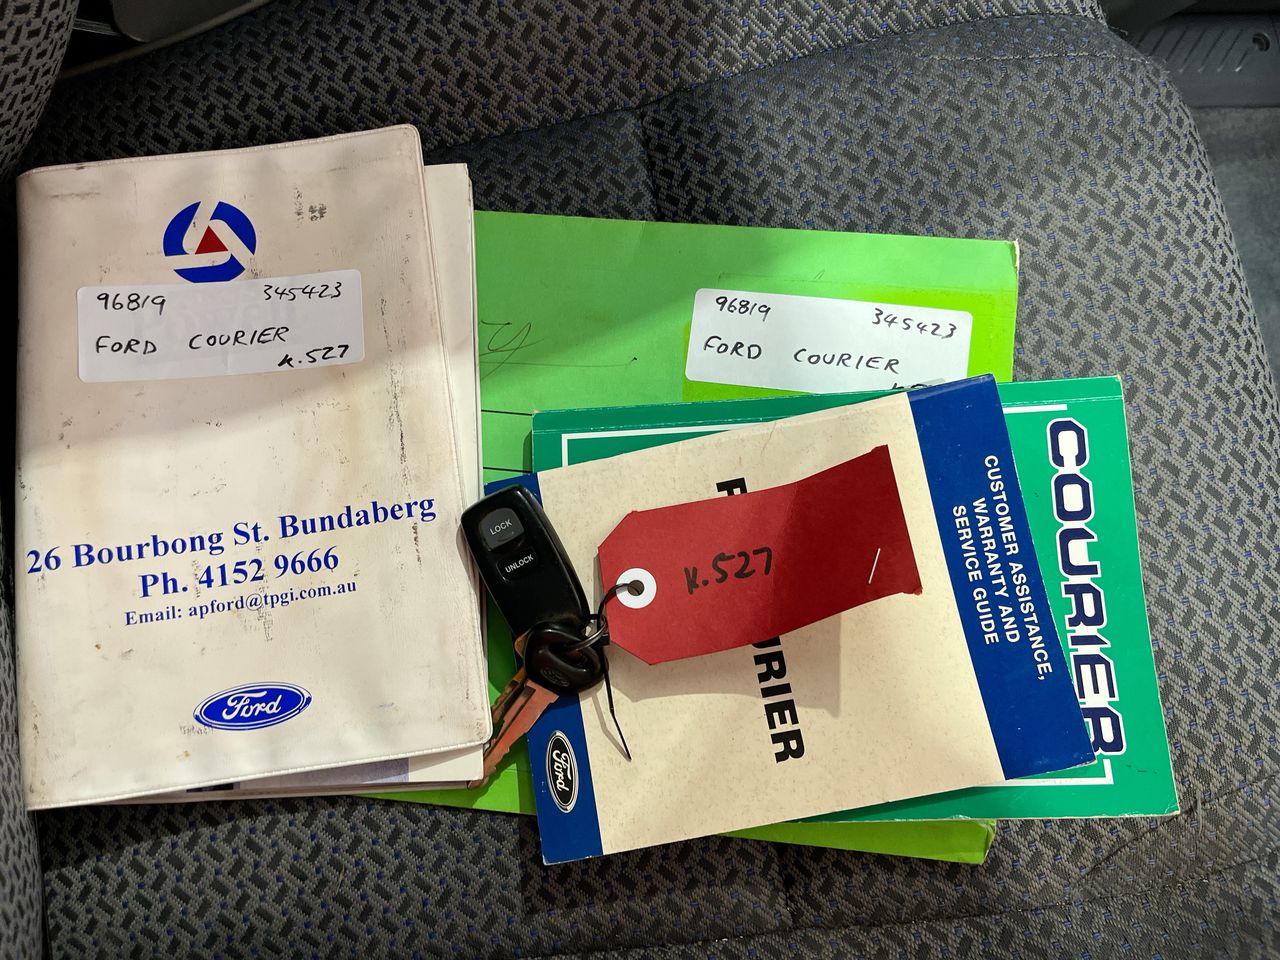 96819 345423
FORD COURIER
K.527
26 Bourbong St. Bundaberg
Ph. 4152 9666
Email: apford@tpgi.com.au
Ford
96819 345423
FORD COURIER
LOCK
UNLOCK
K.527
URIER
Ford
CUSTOMER ASSISTANCE,
WARRANTY AND
SERVICE GUIDE
COURIER